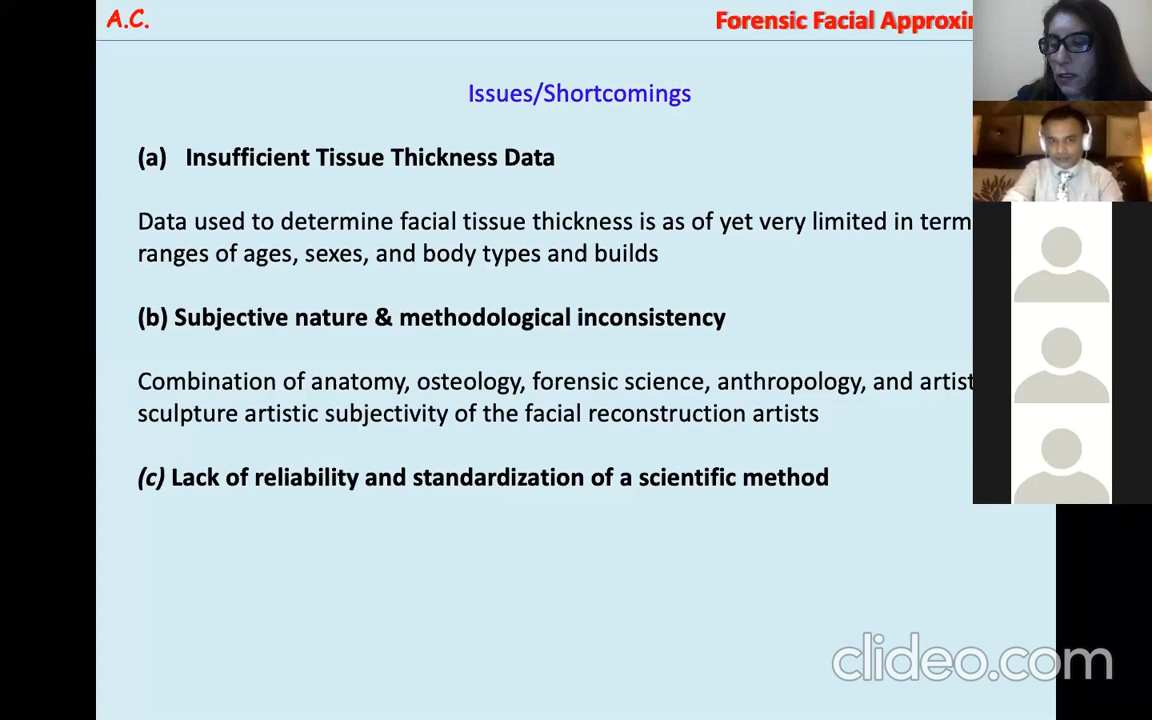 A.C.
Forensic Facial
Issues/Shortcomings
(a) Insufficient Tissue Thickness Data
Data used to determine facial tissue thickness is as of yet very limited in
ranges of ages, sexes, and body types and builds
(b) Subjective nature & methodological inconsistency
Combination of anatomy, osteology, forensic science, anthropology, and
sculpture artistic subjectivity of the facial reconstruction artists
(c) Lack of reliability and standardization of a scientific method
clideo.com